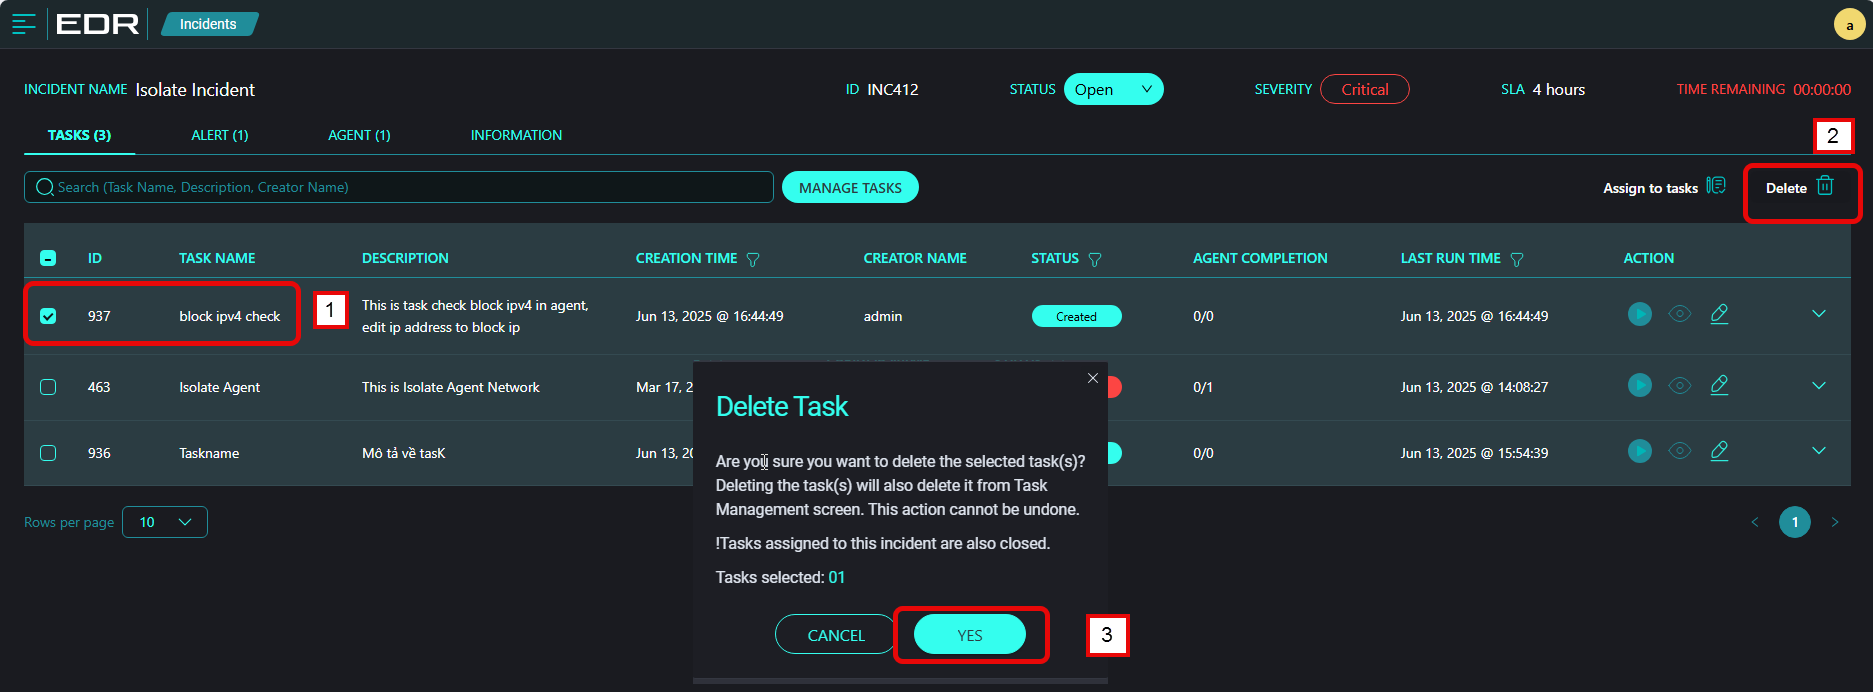 EDR
Incidents
a
INCIDENT NAME Isolate Incident
ID INC412
STATUS Open
SEVERITY Critical
SLA 4 hours
TIME REMAINING 00:00:00
TASKS (3)
ALERT (1)
AGENT (1)
INFORMATION
2
Search (Task Name, Description, Creator Name)
MANAGE TASKS
Assign to tasks
Delete
ID TASK NAME DESCRIPTION CREATION TIME CREATOR NAME STATUS AGENT COMPLETION LAST RUN TIME ACTION
937 block ipv4 check
1
This is task check block ipv4 in agent,
edit ip address to block ip
Jun 13, 2025 @ 16:44:49 admin Created 0/0 Jun 13, 2025 @ 16:44:49
463 Isolate Agent This is Isolate Agent Network Mar 17, 2 0/1 Jun 13, 2025 @ 14:08:27
936 Taskname Mô tả về tasK Jun 13, 20 0/0 Jun 13, 2025 @ 15:54:39
Delete Task
Are you sure you want to delete the selected task(s)?
Deleting the task(s) will also delete it from Task
Management screen. This action cannot be undone.
!Tasks assigned to this incident are also closed.
Tasks selected: 01
CANCEL
YES
3
Rows per page 10
< 1 >